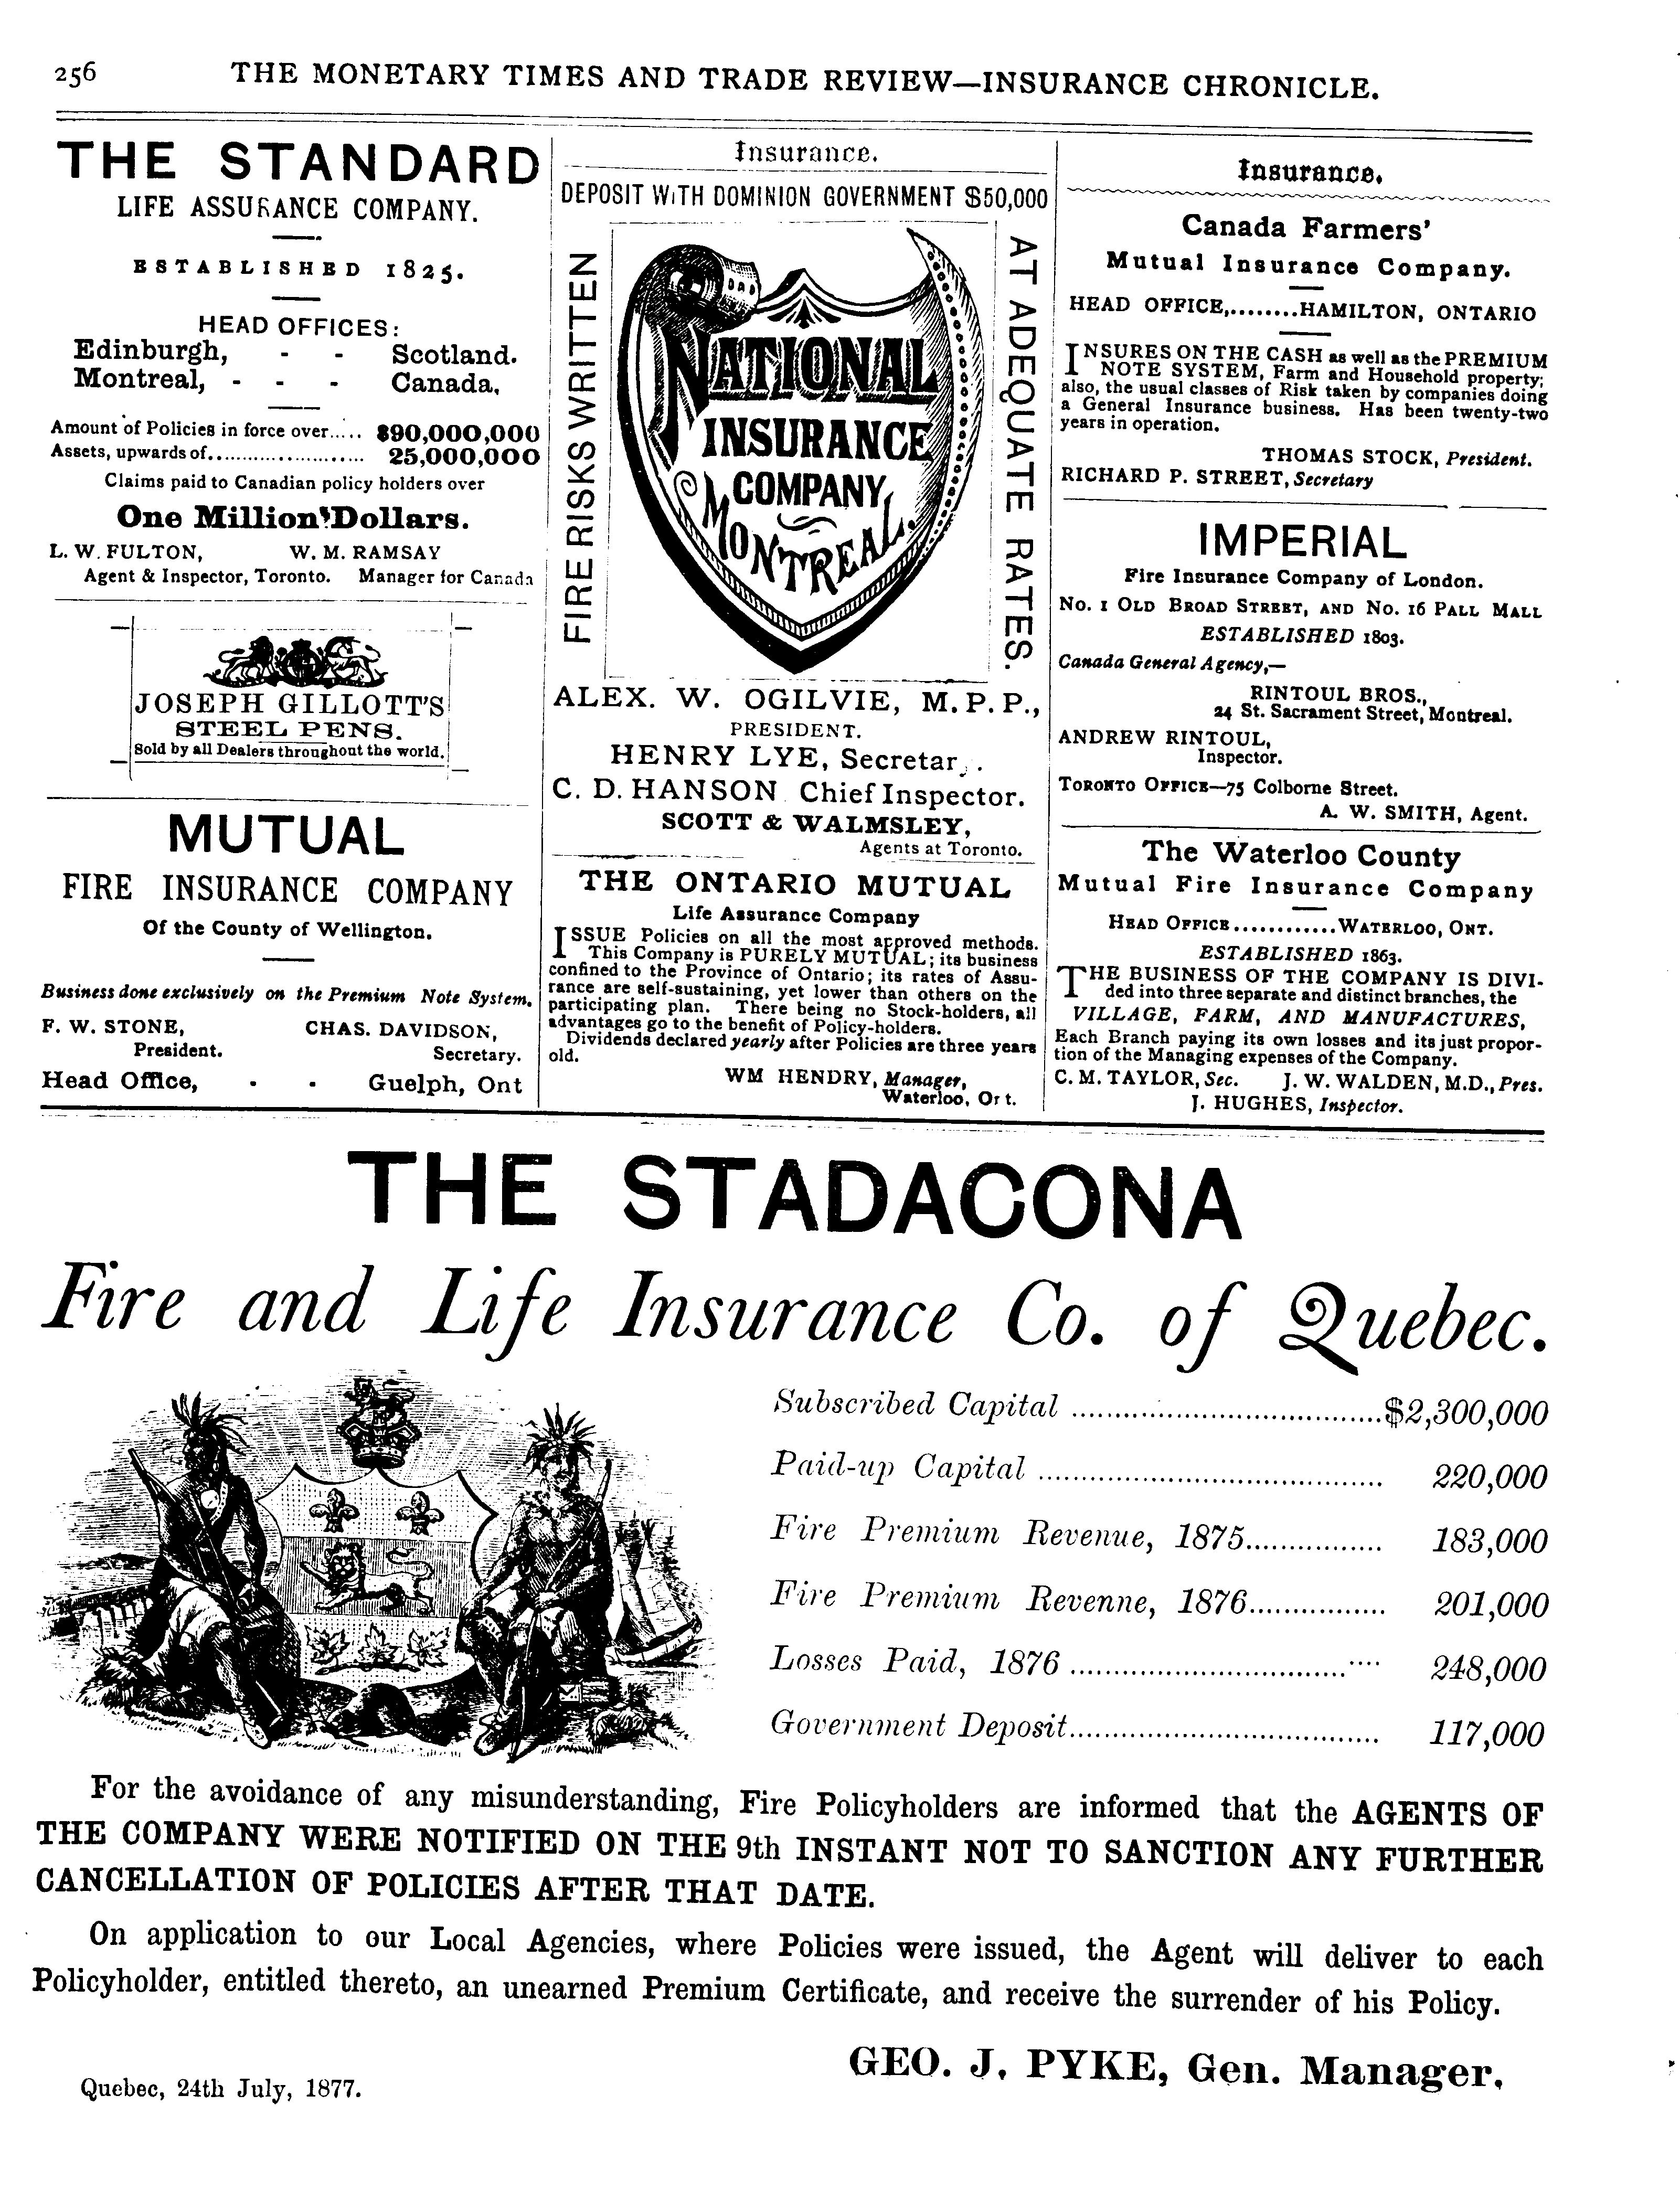 256 THE MONETARY TIMES AND TRADE REVIEW—INSURANCE CHRONICLE.
THE STANDARD
LIFE ASSURANCE COMPANY.
ESTABLISHED 1825.
HEAD OFFICES:
Edinburgh, - - Scotland.
Montreal, - - - Canada.
Amount of Policies in force over..... $90,000,000
Assets, upwards of........................ 25,000,000
Claims paid to Canadian policy holders over
One Million Dollars.
L. W. FULTON, W. M. RAMSAY
Agent & Inspector, Toronto. Manager for Canada
JOSEPH GILLOTT'S
STEEL PENS.
Sold by all Dealers throughout the world.
MUTUAL
FIRE INSURANCE COMPANY
Of the County of Wellington.
Business done exclusively on the Premium Note System.
F. W. STONE, CHAS. DAVIDSON,
President. Secretary.
Head Office, - - Guelph, Ont
Insurance.
DEPOSIT WITH DOMINION GOVERNMENT $50,000
FIRE RISKS WRITTEN
NATIONAL
INSURANCE
COMPANY
MONTREAL.
AT ADEQUATE RATES.
ALEX. W. OGILVIE, M.P.P.,
PRESIDENT.
HENRY LYE, Secretar .
C. D. HANSON Chief Inspector.
SCOTT & WALMSLEY,
Agents at Toronto.
THE ONTARIO MUTUAL
Life Assurance Company
ISSUE Policies on all the most approved methods.
This Company is PURELY MUTUAL; its business
confined to the Province of Ontario; its rates of Assu-
rance are self-sustaining, yet lower than others on the
participating plan. There being no Stock-holders, all
advantages go to the benefit of Policy-holders.
Dividends declared yearly after Policies are three years
old.
WM HENDRY, Manager,
Waterloo, Ort.
Insurance.
Canada Farmers'
Mutual Insurance Company.
HEAD OFFICE,........HAMILTON, ONTARIO
INSURES ON THE CASH as well as the PREMIUM
NOTE SYSTEM, Farm and Household property;
also, the usual classes of Risk taken by companies doing
a General Insurance business. Has been twenty-two
years in operation.
THOMAS STOCK, President.
RICHARD P. STREET, Secretary
IMPERIAL
Fire Insurance Company of London.
No. 1 OLD BROAD STREET, AND No. 16 PALL MALL
ESTABLISHED 1803.
Canada General Agency,—
RINTOUL BROS.,
24 St. Sacrament Street, Montreal.
ANDREW RINTOUL,
Inspector.
TORONTO OFFICE—75 Colborne Street.
A. W. SMITH, Agent.
The Waterloo County
Mutual Fire Insurance Company
HEAD OFFICE............WATERLOO, ONT.
ESTABLISHED 1863.
THE BUSINESS OF THE COMPANY IS DIVI-
ded into three separate and distinct branches, the
VILLAGE, FARM, AND MANUFACTURES,
Each Branch paying its own losses and its just propor-
tion of the Managing expenses of the Company.
C. M. TAYLOR, Sec. J. W. WALDEN, M.D., Pres.
J. HUGHES, Inspector.
THE STADACONA
Fire and Life Insurance Co. of Quebec.
Subscribed Capital ....................................$2,300,000
Paid-up Capital ........................................ 220,000
Fire Premium Revenue, 1875................ 183,000
Fire Premium Revenne, 1876................ 201,000
Losses Paid, 1876 .................................... 248,000
Government Deposit.................................... 117,000
For the avoidance of any misunderstanding, Fire Policyholders are informed that the AGENTS OF
THE COMPANY WERE NOTIFIED ON THE 9th INSTANT NOT TO SANCTION ANY FURTHER
CANCELLATION OF POLICIES AFTER THAT DATE.
On application to our Local Agencies, where Policies were issued, the Agent will deliver to each
Policyholder, entitled thereto, an unearned Premium Certificate, and receive the surrender of his Policy.
GEO. J. PYKE, Gen. Manager.
Quebec, 24th July, 1877.